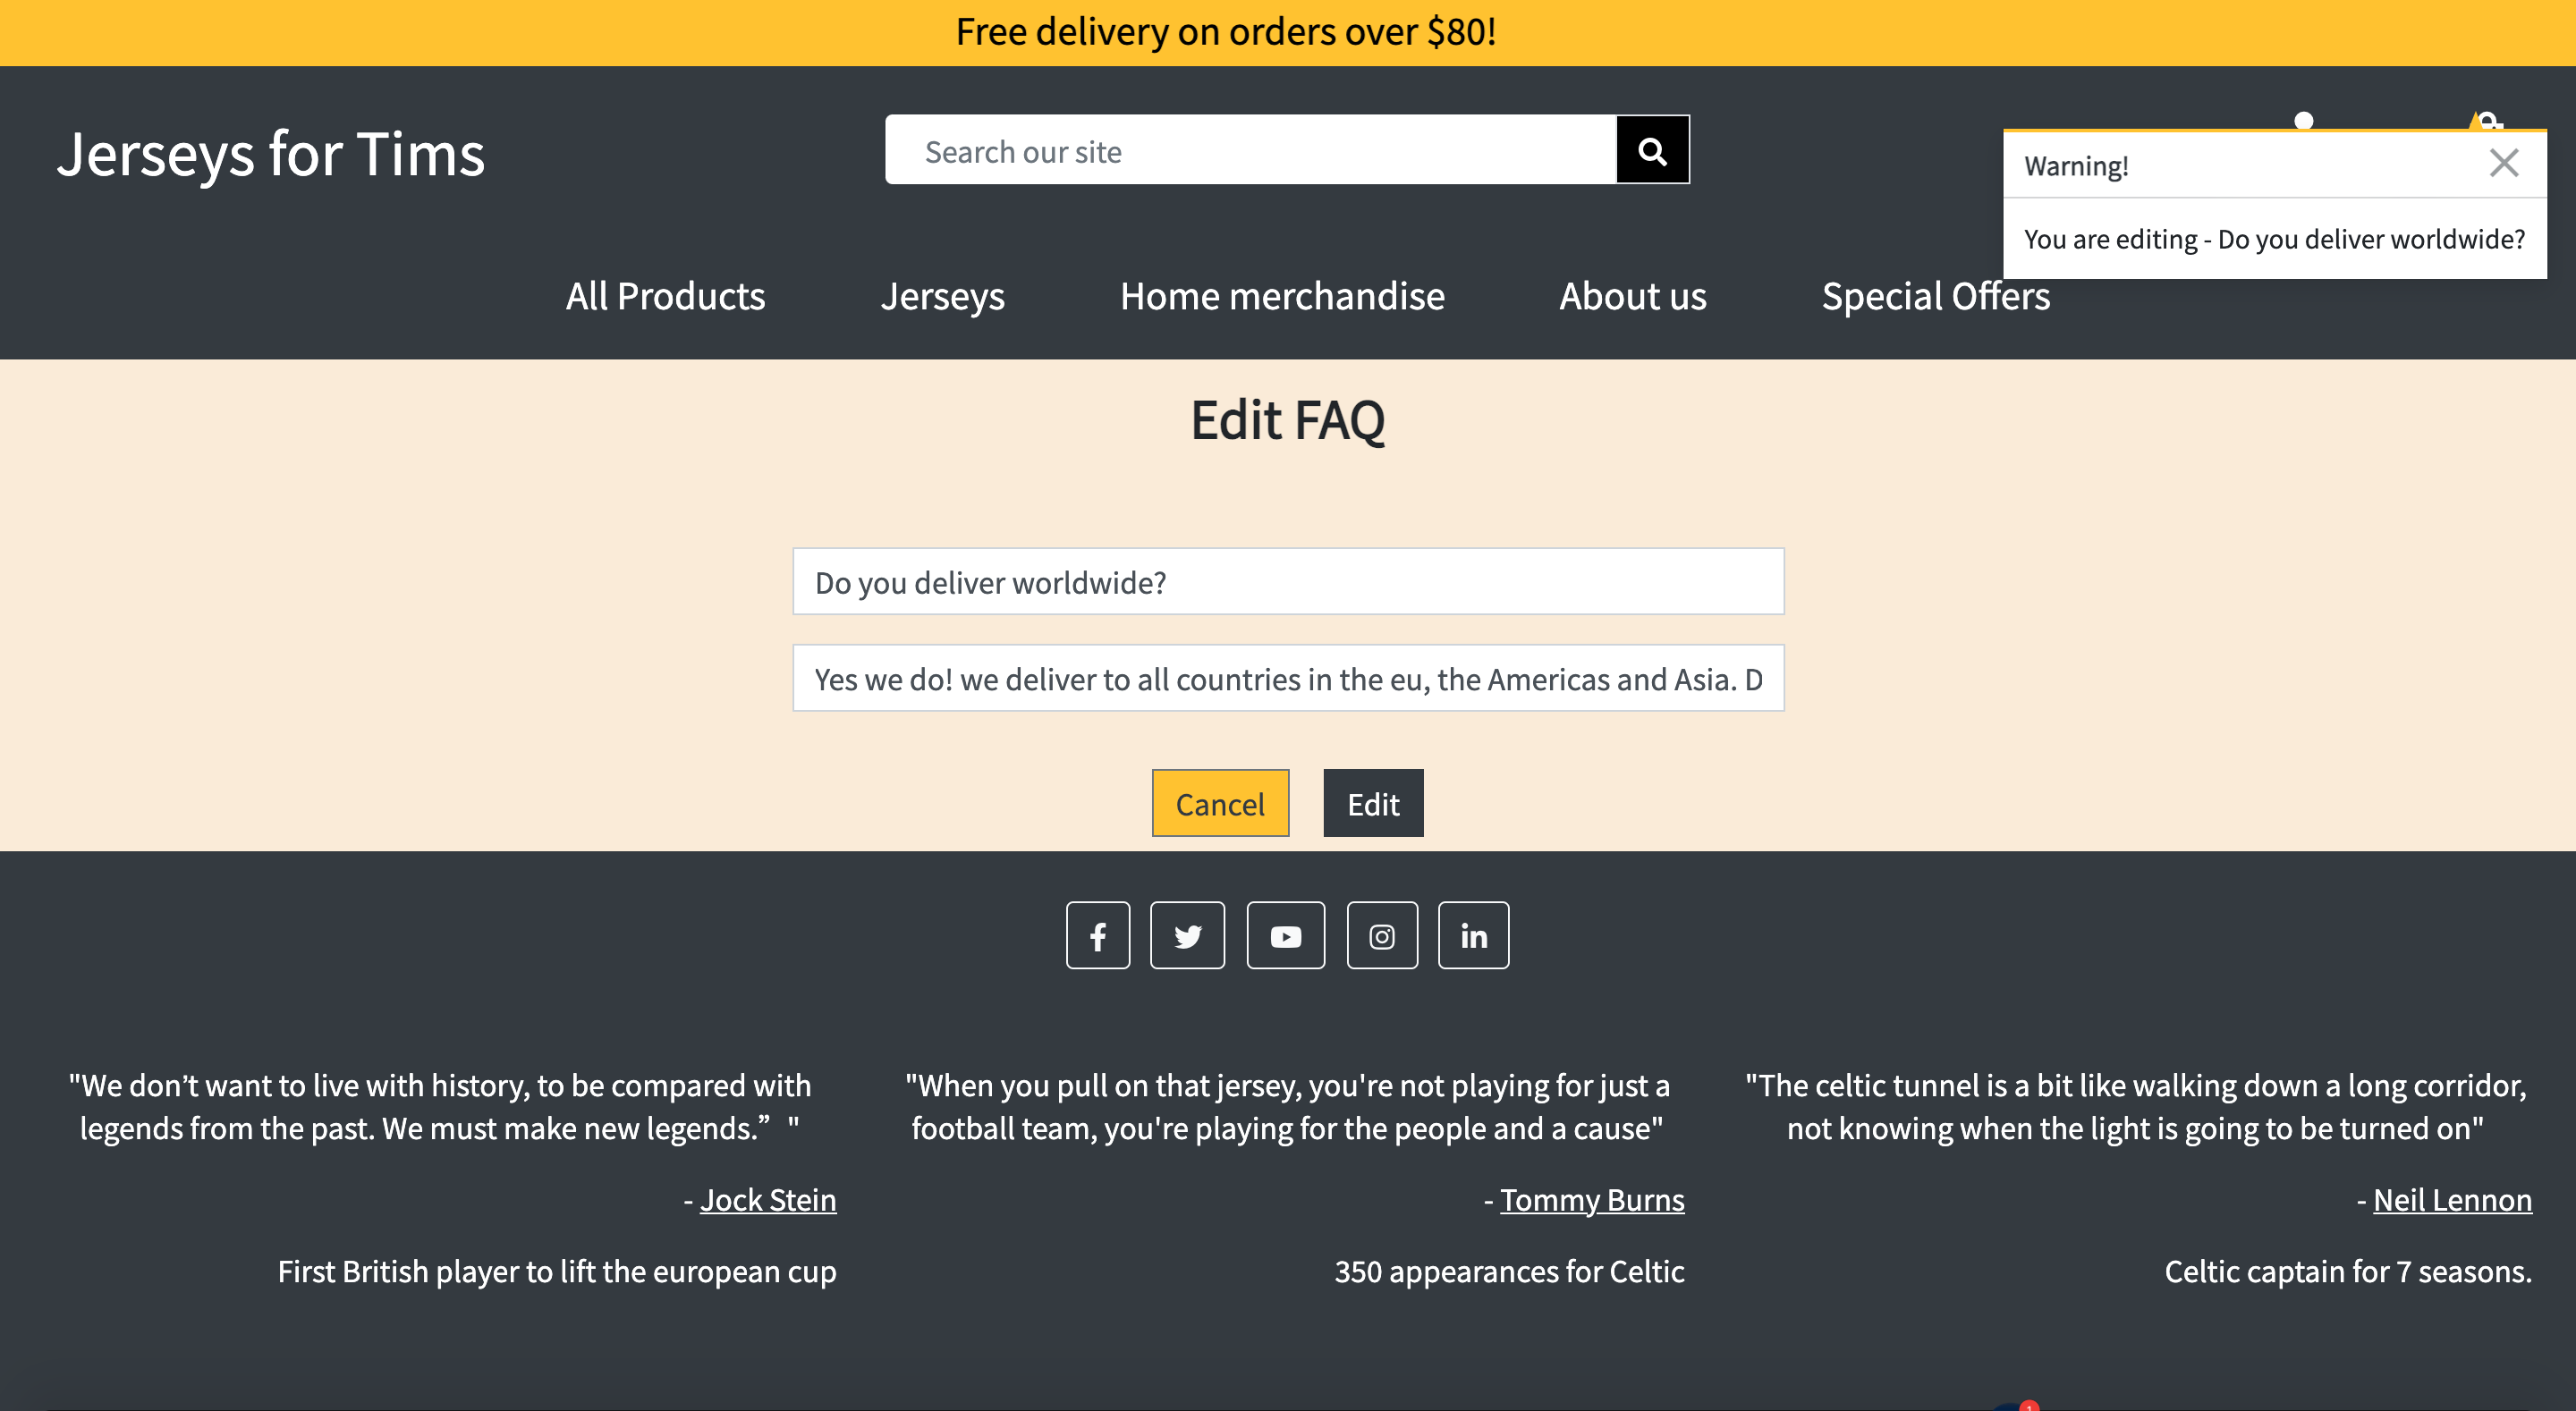 Free delivery on orders over $80!
Jerseys for Tims
Search our site
Warning!
You are editing - Do you deliver worldwide?
All Products
Jerseys
Home merchandise
About us
Special Offers
Edit FAQ
Do you deliver worldwide?
Yes we do! we deliver to all countries in the eu, the Americas and Asia. D
Cancel
Edit
"We don’t want to live with history, to be compared with
legends from the past. We must make new legends.” "
- Jock Stein
First British player to lift the european cup
"When you pull on that jersey, you're not playing for just a
football team, you're playing for the people and a cause"
- Tommy Burns
350 appearances for Celtic
"The celtic tunnel is a bit like walking down a long corridor,
not knowing when the light is going to be turned on"
- Neil Lennon
Celtic captain for 7 seasons.